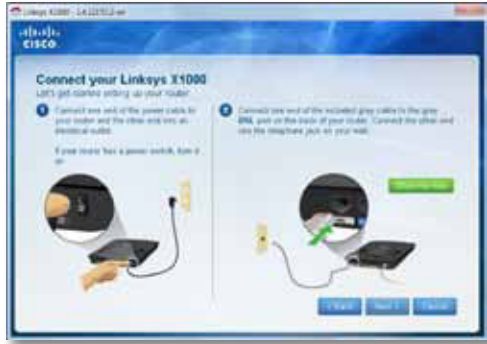 Linksys X1000
CISCO
Connect your Linksys X1000
Let's get started setting up your router.
1 Connect one end of the power cable to
your router and the other end into an
electrical outlet.
If your router has a power switch, turn it
on.
2 Connect one end of the included gray cable to the gray
DSL port on the back of your router. Connect the other end
into the telephone jack on your wall.
Back
Next
Cancel